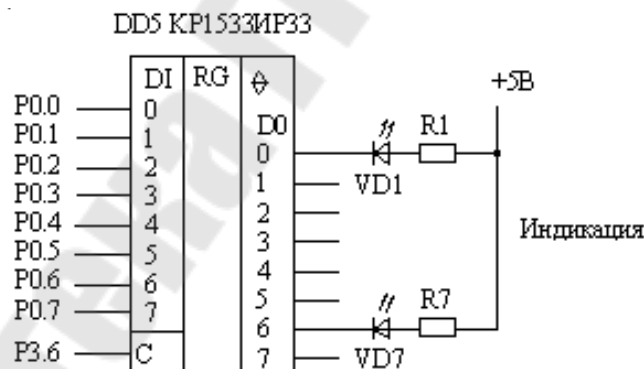 DD5 КР1533ИР33
DI RG
+5В
P0.0 0
P0.1 1
P0.2 2
P0.3 3
P0.4 4
P0.5 5
P0.6 6
P0.7 7
P3.6 C
D0
0
1
2
3
4
5
6
7
R1
VD1
Индикация
R7
VD7